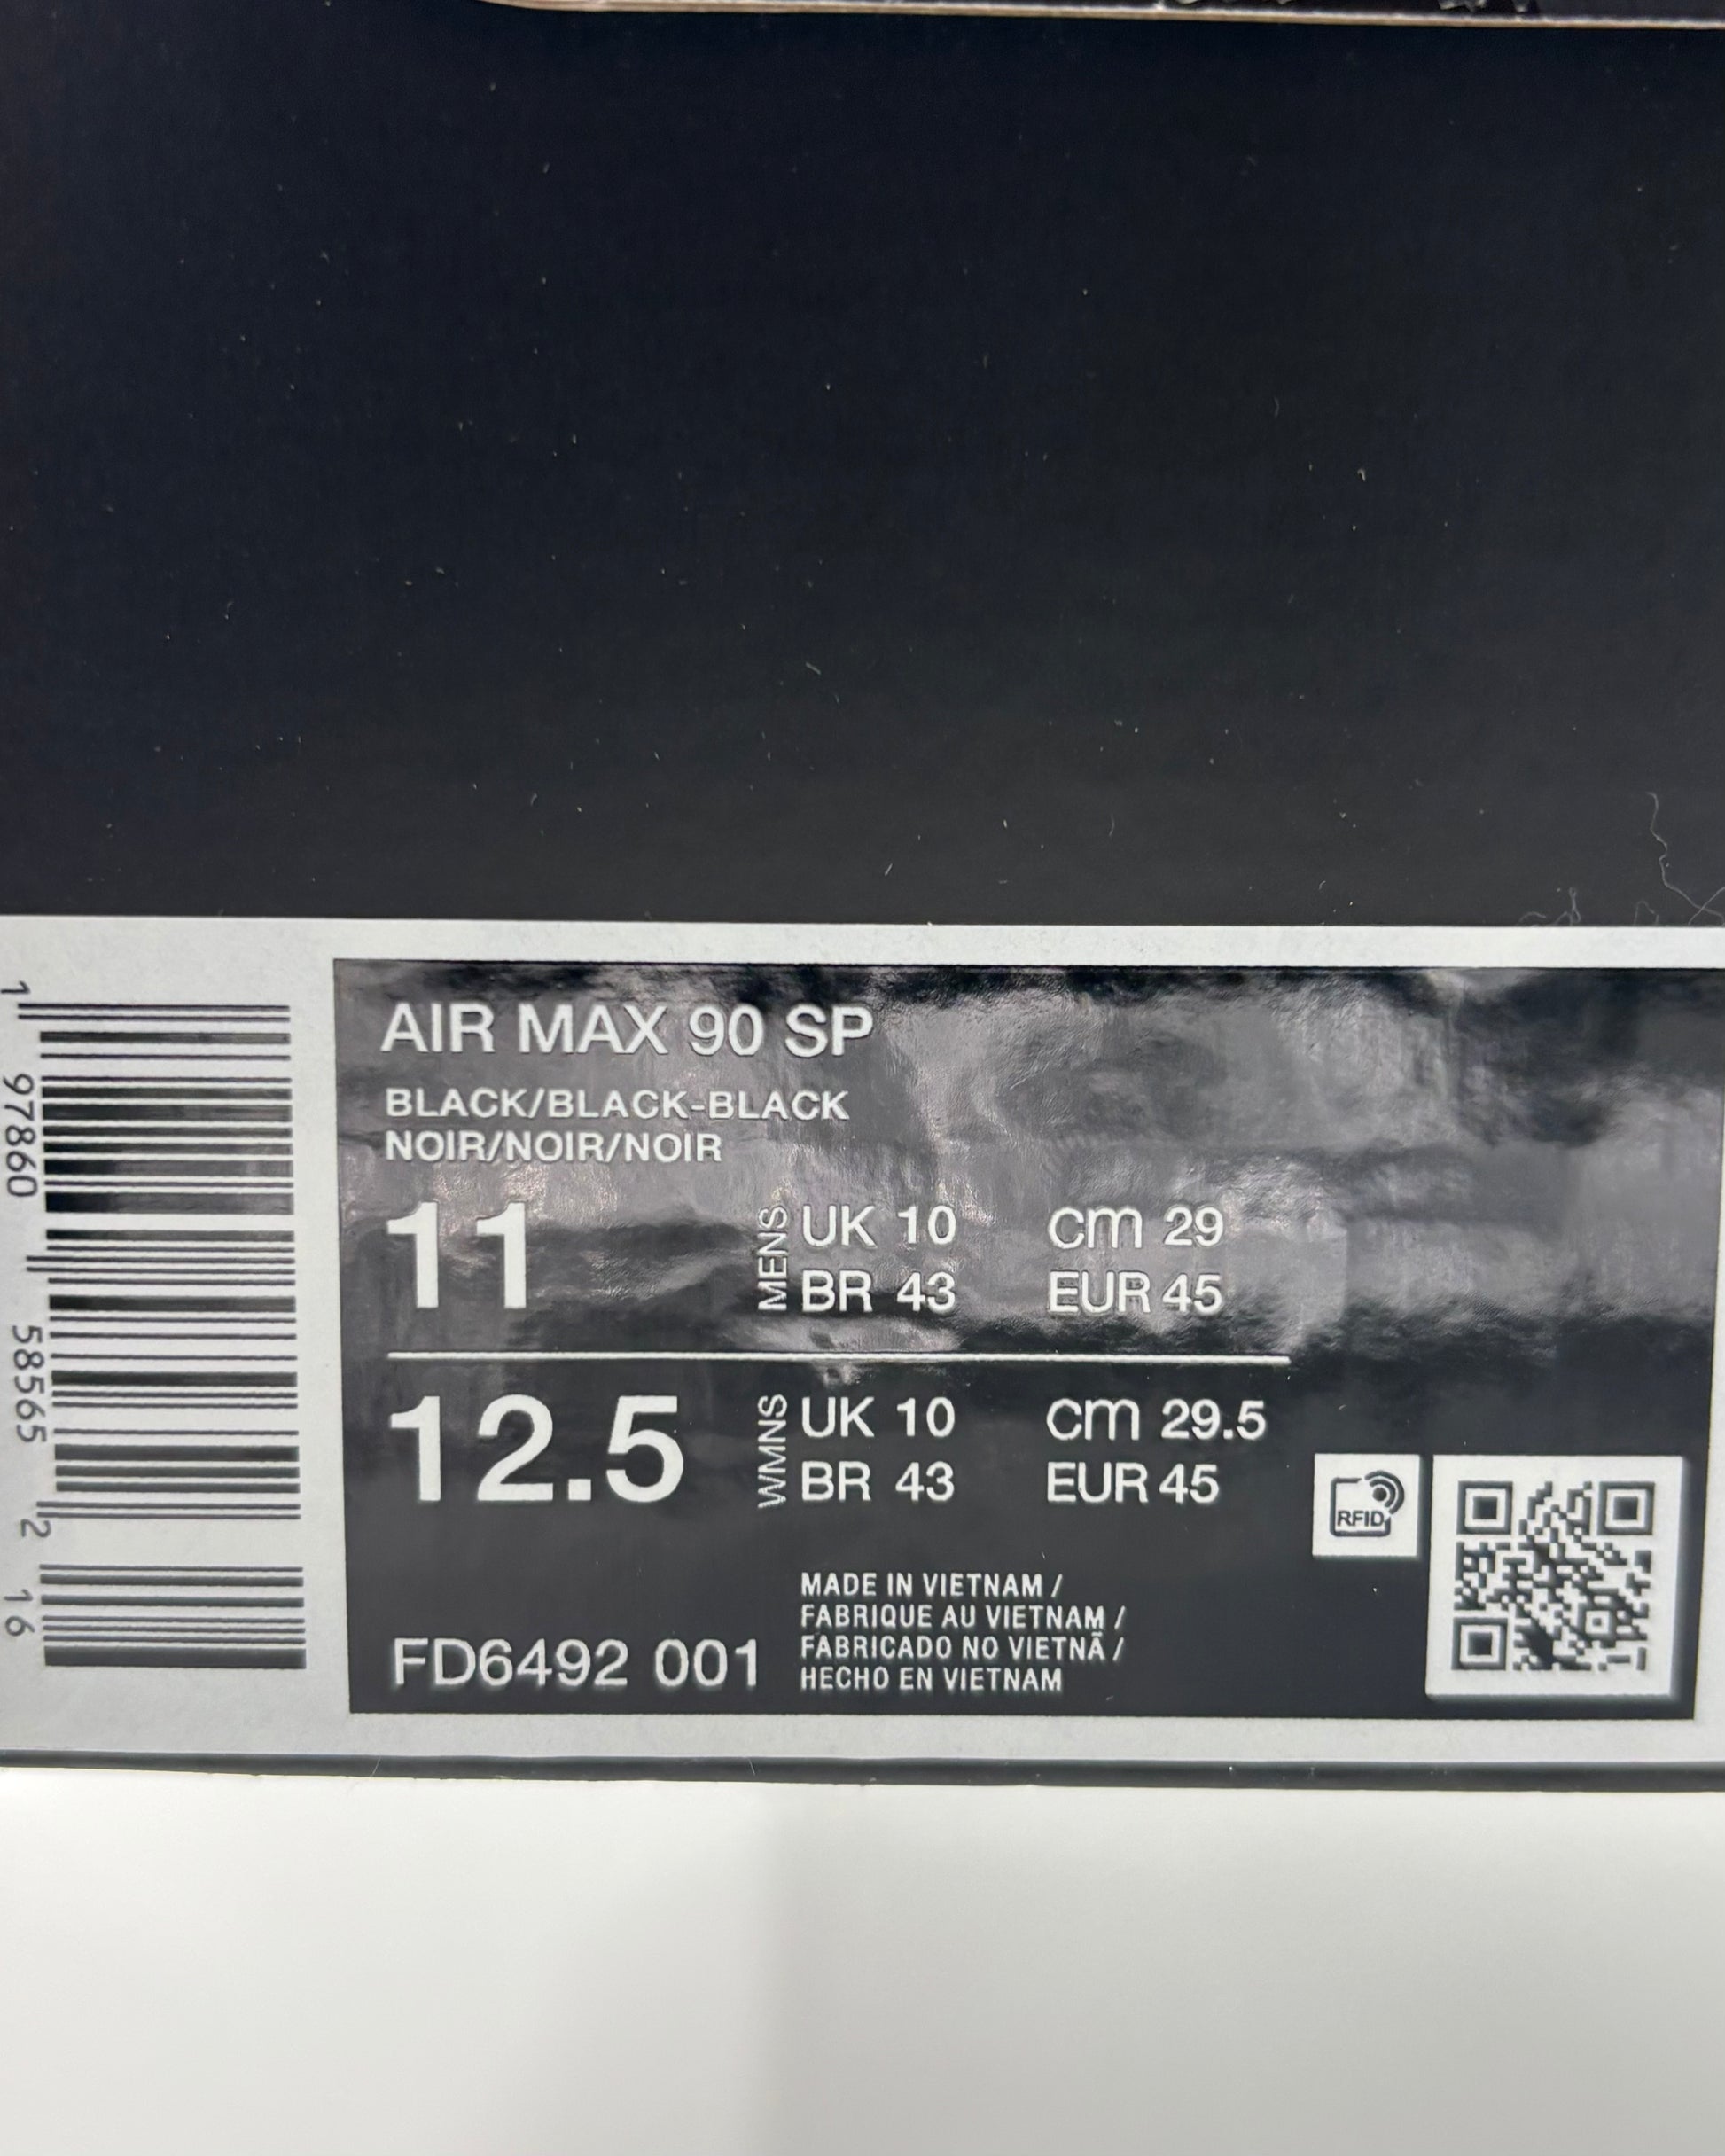 1 97860 58565 2 16
AIR MAX 90 SP
BLACK/BLACK-BLACK
NOIR/NOIR/NOIR
11
MENS
UK 10
cm 29
BR 43
EUR 45
12.5
WMNS
UK 10
cm 29.5
BR 43
EUR 45
RFID
MADE IN VIETNAM /
FABRIQUE AU VIETNAM /
FABRICADO NO VIETNÃ /
HECHO EN VIETNAM
FD6492 001